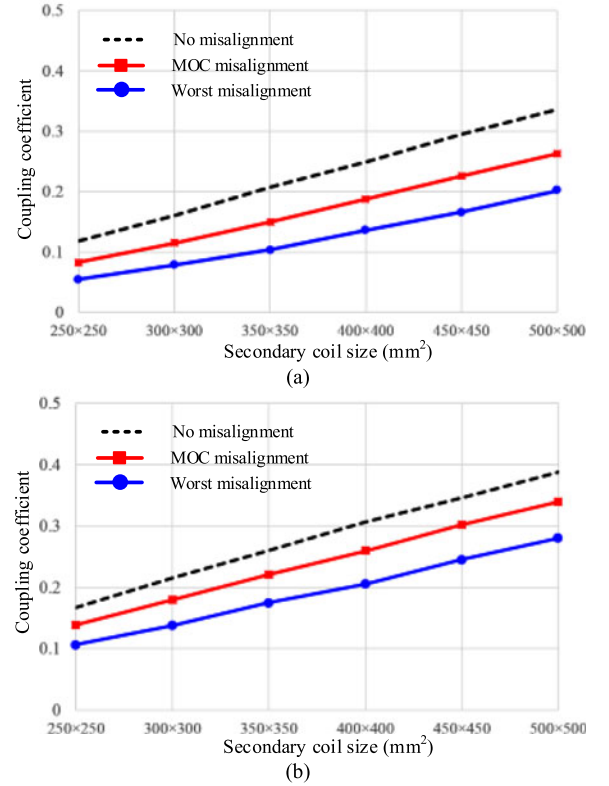 0.5
0.4
0.3
0.2
0.1
0
Coupling coefficient
No misalignment
MOC misalignment
Worst misalignment
250×250 300×300 350×350 400×400 450×450 500×500
Secondary coil size (mm²)
(a)
0.5
0.4
0.3
0.2
0.1
0
Coupling coefficient
No misalignment
MOC misalignment
Worst misalignment
250×250 300×300 350×350 400×400 450×450 500×500
Secondary coil size (mm²)
(b)